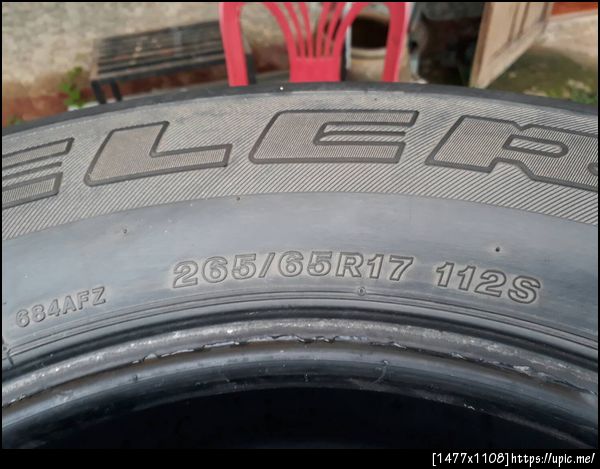 ELER
684AFZ 265/65R17 112S
[1477x1108]https://upic.me/